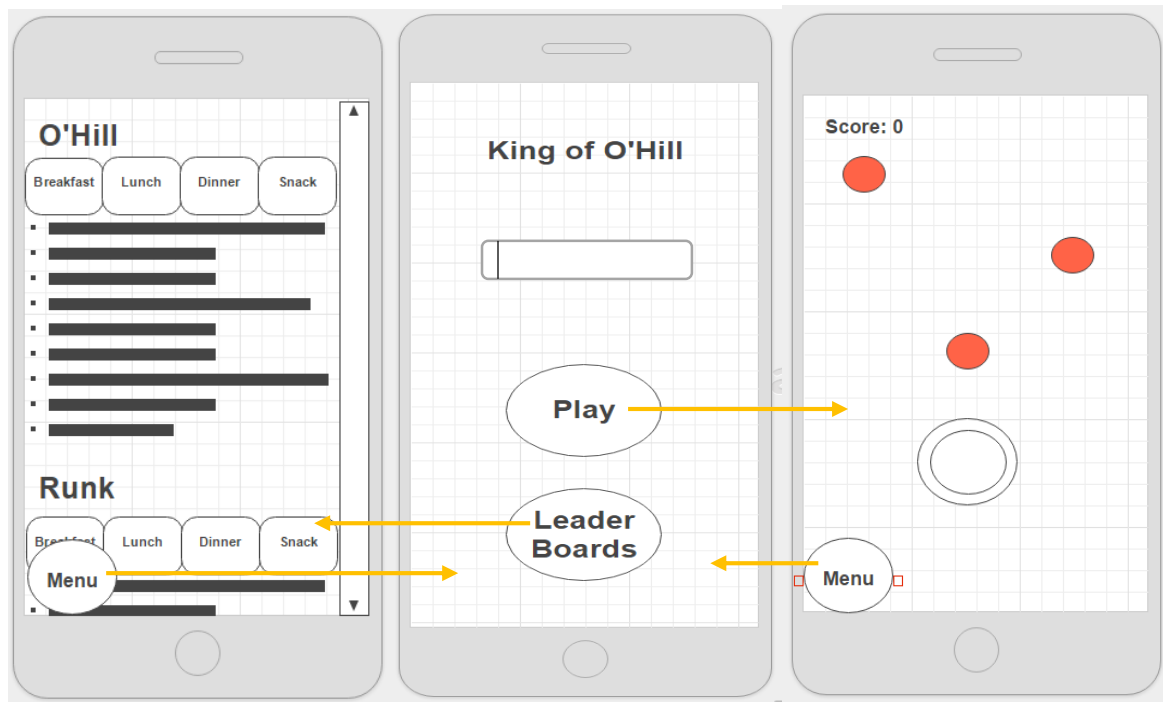 O'Hill
Breakfast Lunch Dinner Snack
Runk
Breakfast Lunch Dinner Snack
Menu
King of O'Hill
Play
Leader
Boards
Score: 0
Menu